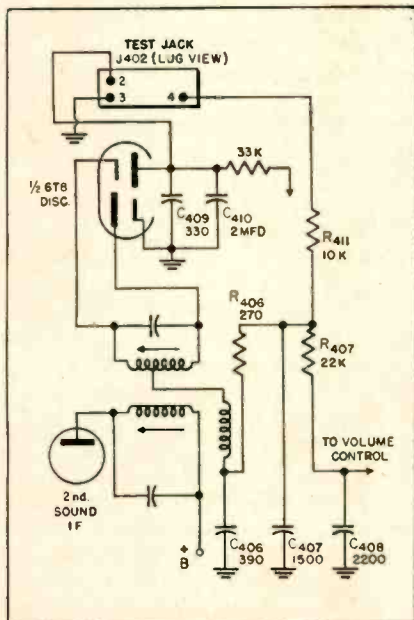 TEST JACK
J402 (LUG VIEW)
2
3
4
33K
½ 6T8
DISC.
C409
330
C410
2MFD
R411
10K
R406
270
R407
22K
TO VOLUME
CONTROL
2nd.
SOUND
IF
+
B
C406
390
C407
1500
C408
2200